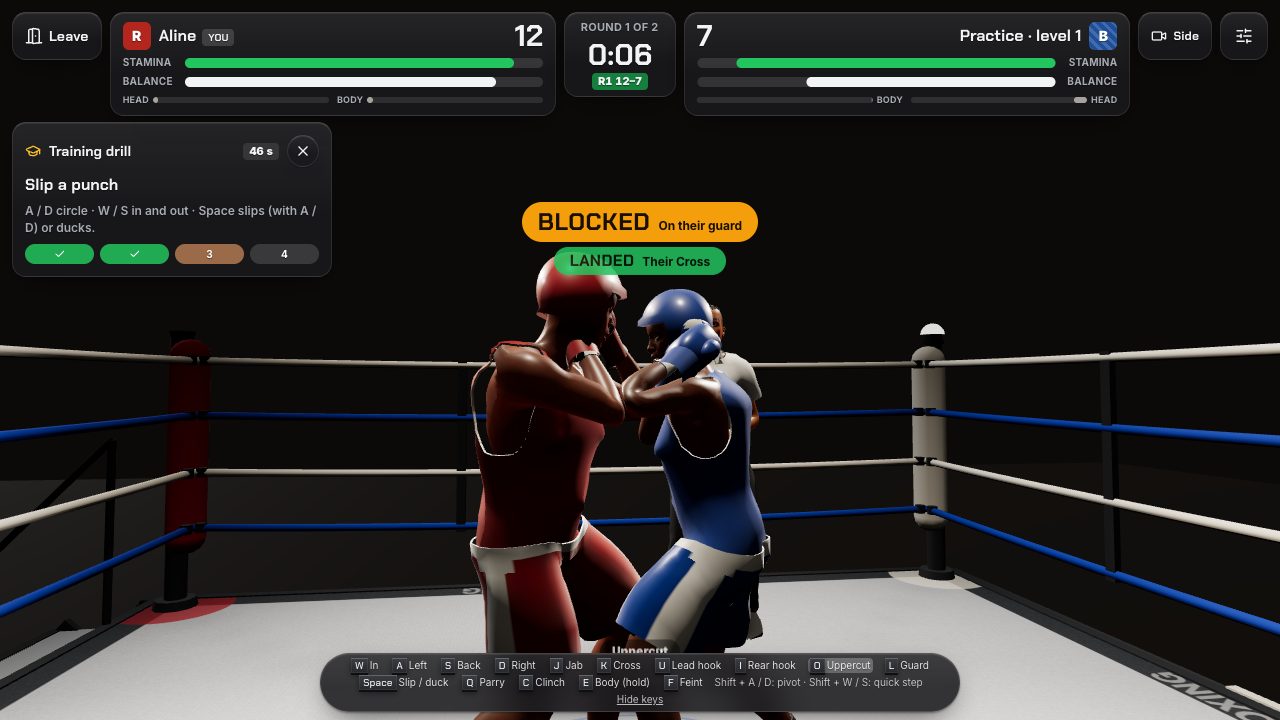 Leave
R Aline YOU 12
STAMINA
BALANCE
HEAD BODY
ROUND 1 OF 2
0:06
R1 12–7
7 Practice · level 1 B
STAMINA
BALANCE
BODY HEAD
Side
Training drill 46 s
Slip a punch
A / D circle · W / S in and out · Space slips (with A /
D) or ducks.
3 4
BLOCKED On their guard
LANDED Their Cross
Uppercut
W In A Left S Back D Right J Jab K Cross U Lead hook I Rear hook O Uppercut L Guard
Space Slip / duck Q Parry C Clinch E Body (hold) F Feint Shift + A / D: pivot · Shift + W / S: quick step
Hide keys